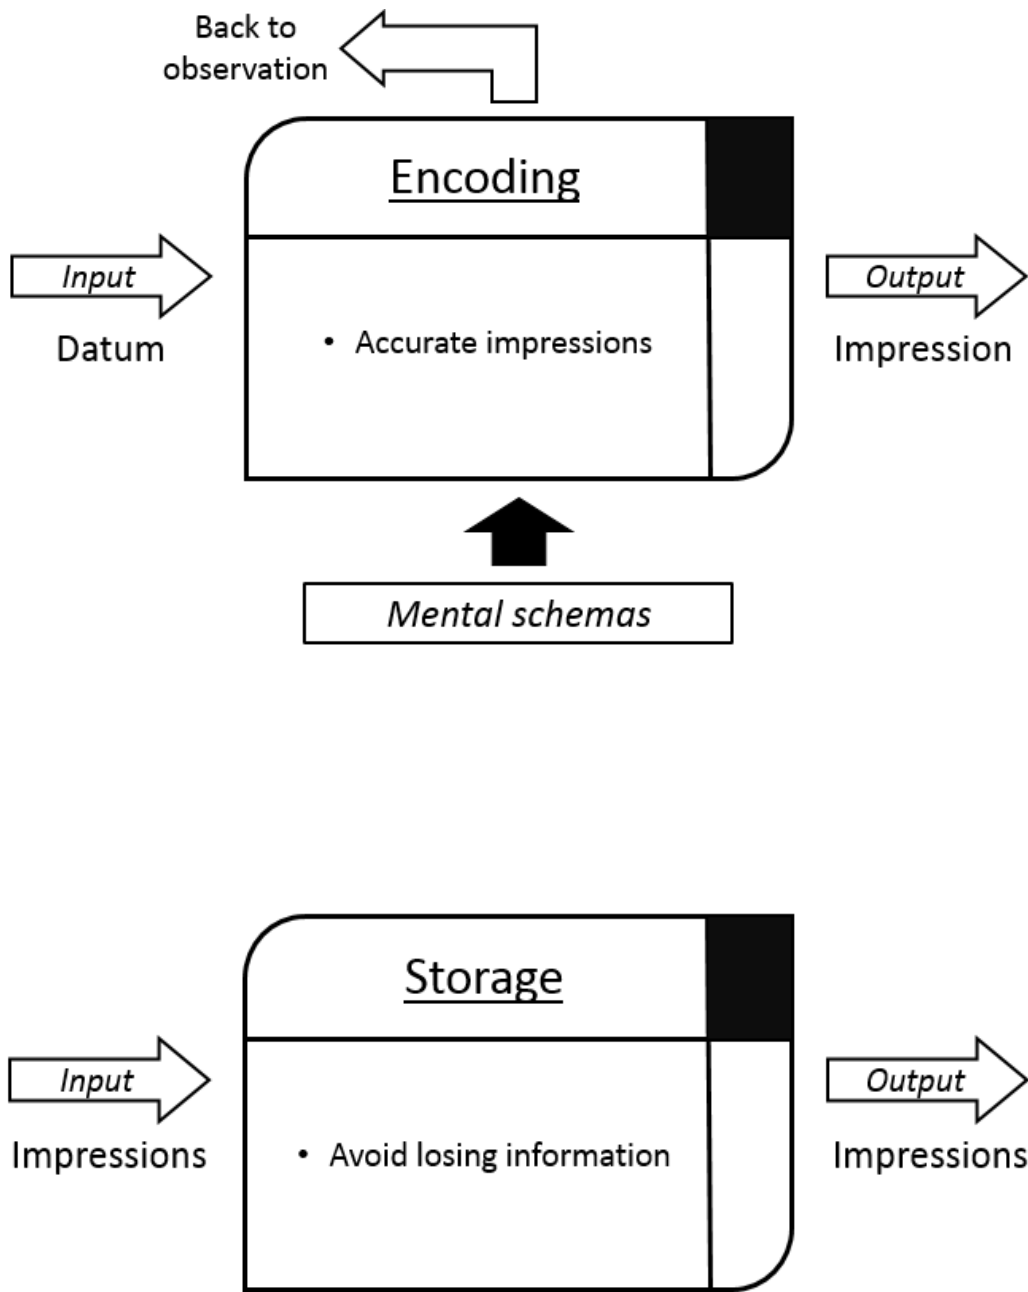 Back to
observation
Encoding
Input
Datum
• Accurate impressions
Output
Impression
Mental schemas
Storage
Input
Impressions
• Avoid losing information
Output
Impressions